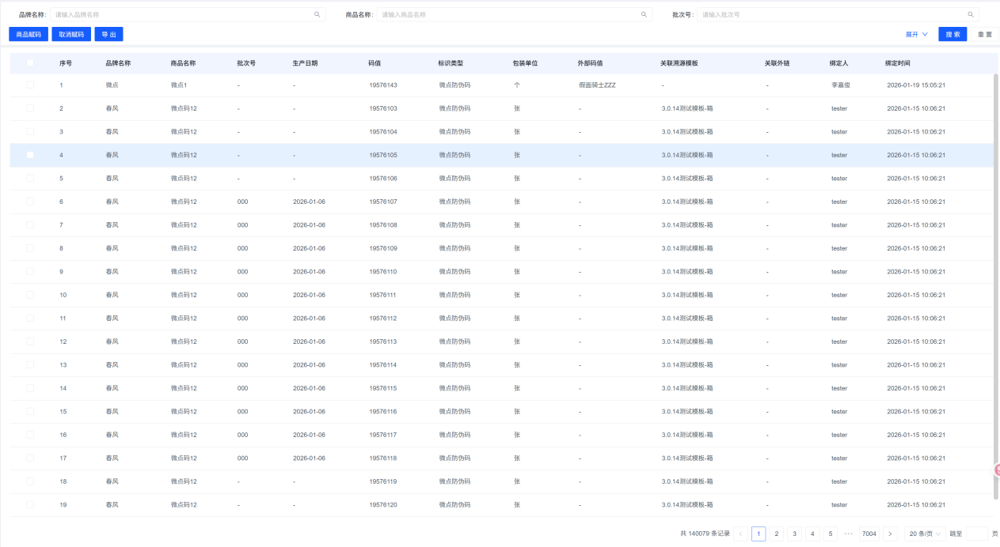 品牌名称: 请输入品牌名称 商品名称: 请输入商品名称 批次号: 请输入批次号
商品赋码 取消赋码 导 出 展开 搜 索 重 置
序号 品牌名称 商品名称 批次号 生产日期 码值 标识类型 包装单位 外部码值 关联溯源模板 关联外链 绑定人 绑定时间
1 微点 微点1 - - 19576143 微点防伪码 个 假面骑士ZZZ - - 李嘉俊 2026-01-19 15:05:21
2 春风 微点码12 - - 19576103 微点防伪码 张 - 3.0.14测试模板-箱 - tester 2026-01-15 10:06:21
3 春风 微点码12 - - 19576104 微点防伪码 张 - 3.0.14测试模板-箱 - tester 2026-01-15 10:06:21
4 春风 微点码12 - - 19576105 微点防伪码 张 - 3.0.14测试模板-箱 - tester 2026-01-15 10:06:21
5 春风 微点码12 - - 19576106 微点防伪码 张 - 3.0.14测试模板-箱 - tester 2026-01-15 10:06:21
6 春风 微点码12 000 2026-01-06 19576107 微点防伪码 张 - 3.0.14测试模板-箱 - tester 2026-01-15 10:06:21
7 春风 微点码12 000 2026-01-06 19576108 微点防伪码 张 - 3.0.14测试模板-箱 - tester 2026-01-15 10:06:21
8 春风 微点码12 000 2026-01-06 19576109 微点防伪码 张 - 3.0.14测试模板-箱 - tester 2026-01-15 10:06:21
9 春风 微点码12 000 2026-01-06 19576110 微点防伪码 张 - 3.0.14测试模板-箱 - tester 2026-01-15 10:06:21
10 春风 微点码12 000 2026-01-06 19576111 微点防伪码 张 - 3.0.14测试模板-箱 - tester 2026-01-15 10:06:21
11 春风 微点码12 000 2026-01-06 19576112 微点防伪码 张 - 3.0.14测试模板-箱 - tester 2026-01-15 10:06:21
12 春风 微点码12 000 2026-01-06 19576113 微点防伪码 张 - 3.0.14测试模板-箱 - tester 2026-01-15 10:06:21
13 春风 微点码12 000 2026-01-06 19576114 微点防伪码 张 - 3.0.14测试模板-箱 - tester 2026-01-15 10:06:21
14 春风 微点码12 000 2026-01-06 19576115 微点防伪码 张 - 3.0.14测试模板-箱 - tester 2026-01-15 10:06:21
15 春风 微点码12 000 2026-01-06 19576116 微点防伪码 张 - 3.0.14测试模板-箱 - tester 2026-01-15 10:06:21
16 春风 微点码12 000 2026-01-06 19576117 微点防伪码 张 - 3.0.14测试模板-箱 - tester 2026-01-15 10:06:21
17 春风 微点码12 000 2026-01-06 19576118 微点防伪码 张 - 3.0.14测试模板-箱 - tester 2026-01-15 10:06:21
18 春风 微点码12 - - 19576119 微点防伪码 张 - 3.0.14测试模板-箱 - tester 2026-01-15 10:06:21
19 春风 微点码12 - - 19576120 微点防伪码 张 - 3.0.14测试模板-箱 - tester 2026-01-15 10:06:21
共 140079 条记录 < 1 2 3 4 5 ••• 7004 > 20 条/页 跳至 页